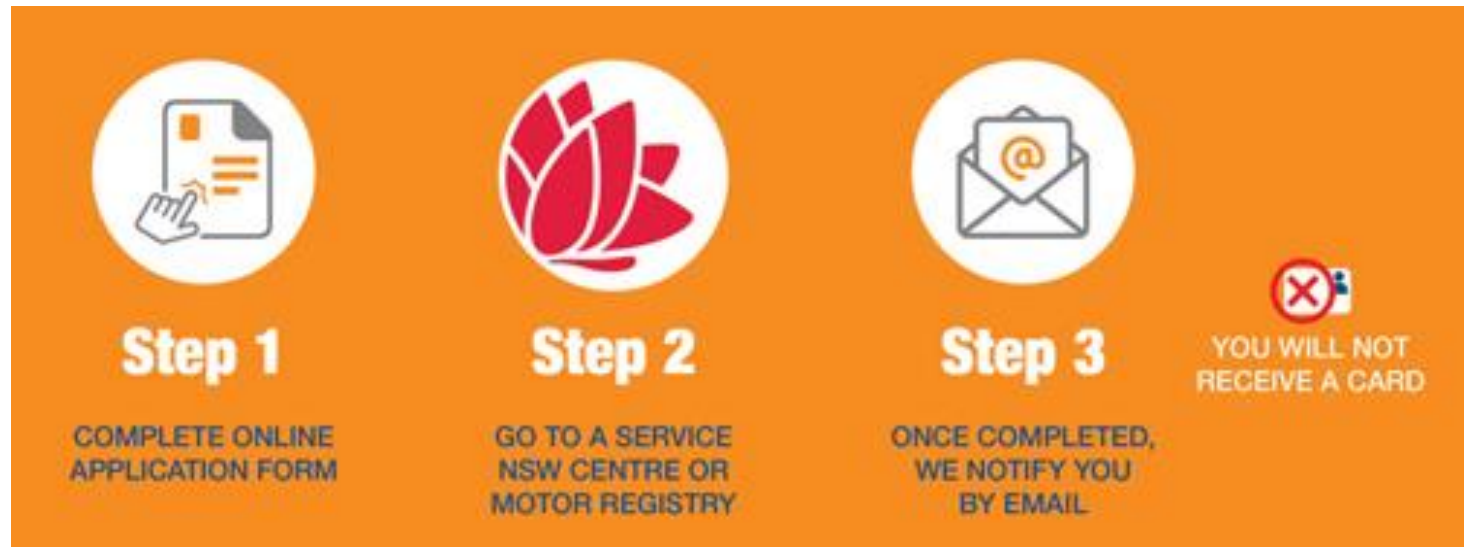 Step 1
COMPLETE ONLINE
APPLICATION FORM
Step 2
GO TO A SERVICE
NSW CENTRE OR
MOTOR REGISTRY
@
Step 3
ONCE COMPLETED,
WE NOTIFY YOU
BY EMAIL
YOU WILL NOT
RECEIVE A CARD